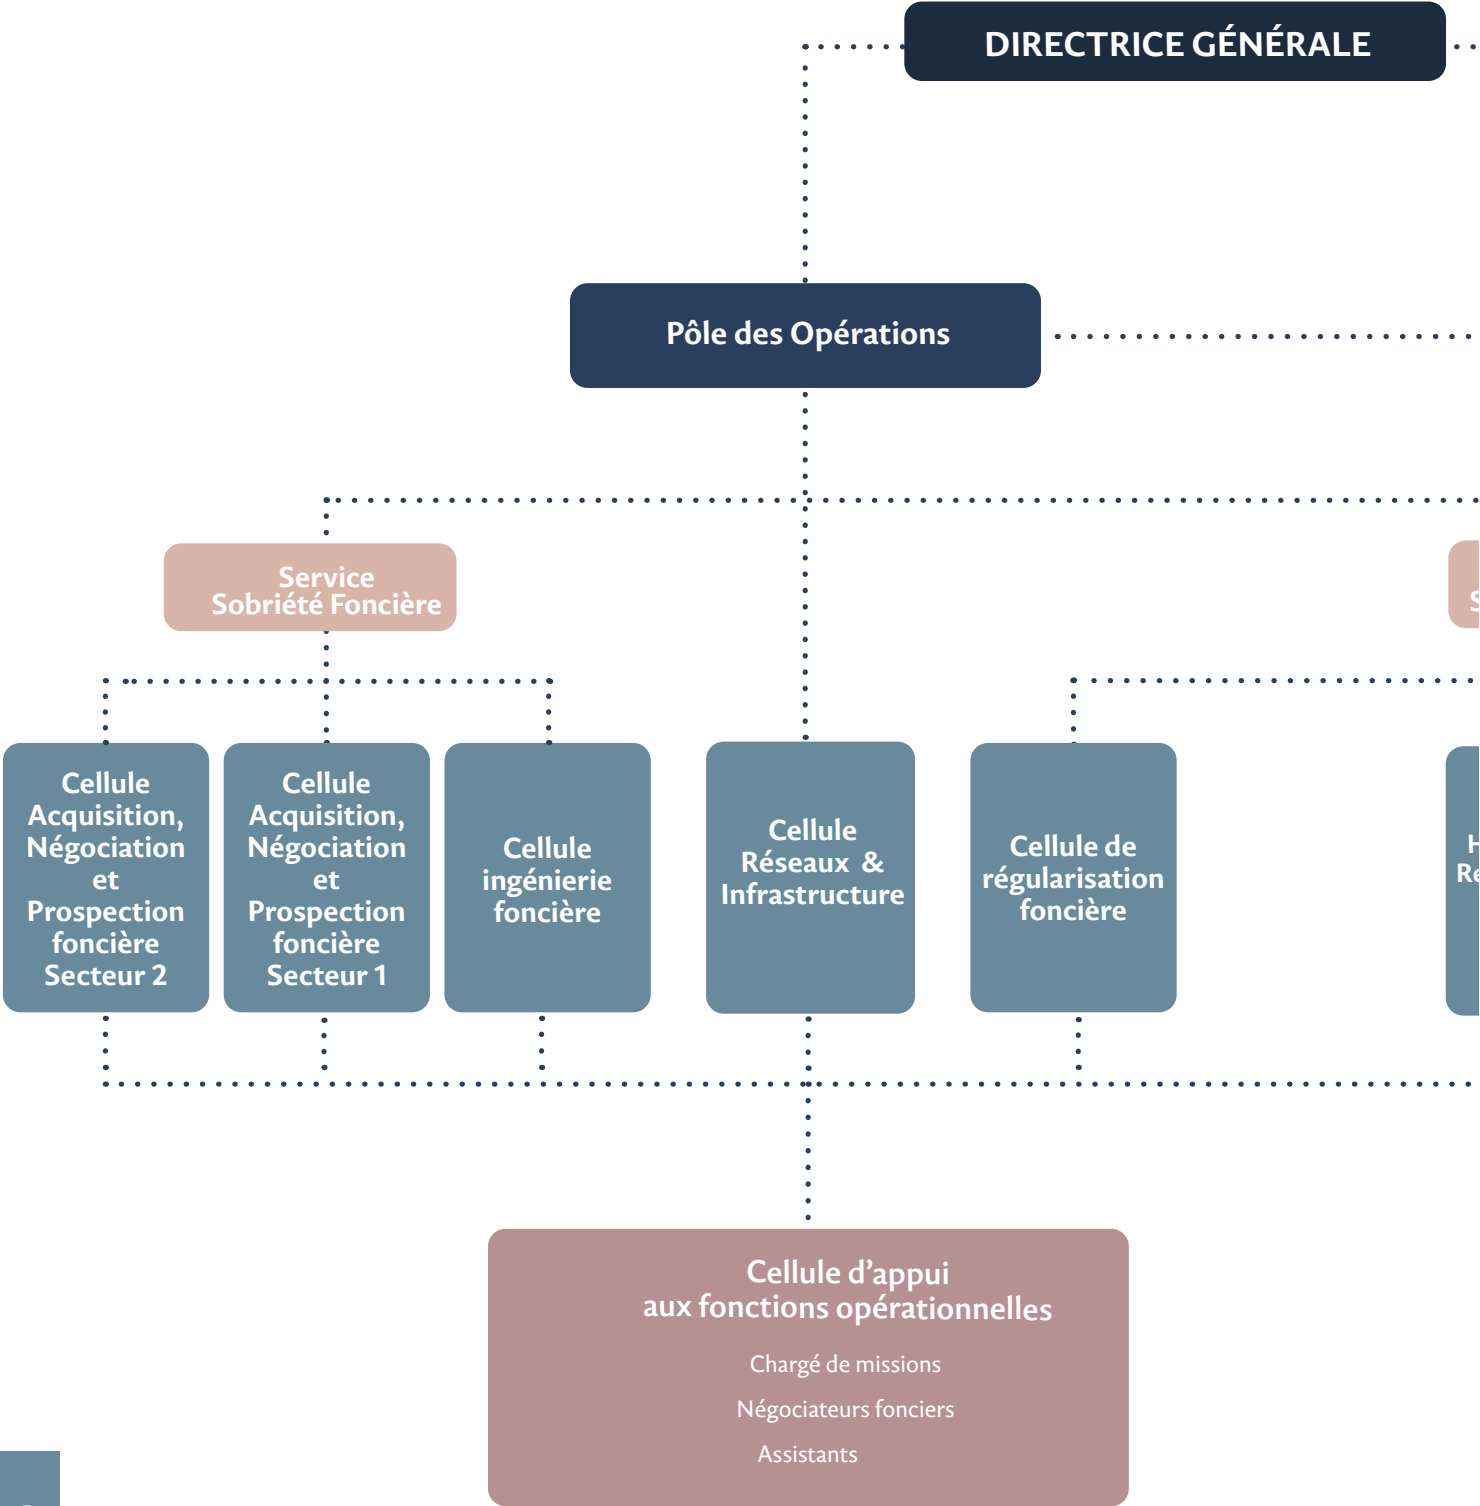 DIRECTRICE GÉNÉRALE
Pôle des Opérations
Service
Sobriété Foncière
Cellule
Acquisition,
Négociation
et
Prospection
foncière
Secteur 2
Cellule
Acquisition,
Négociation
et
Prospection
foncière
Secteur 1
Cellule
ingénierie
foncière
Cellule
Réseaux &
Infrastructure
Cellule de
régularisation
foncière
Cellule d’appui
aux fonctions opérationnelles
Chargé de missions
Négociateurs fonciers
Assistants